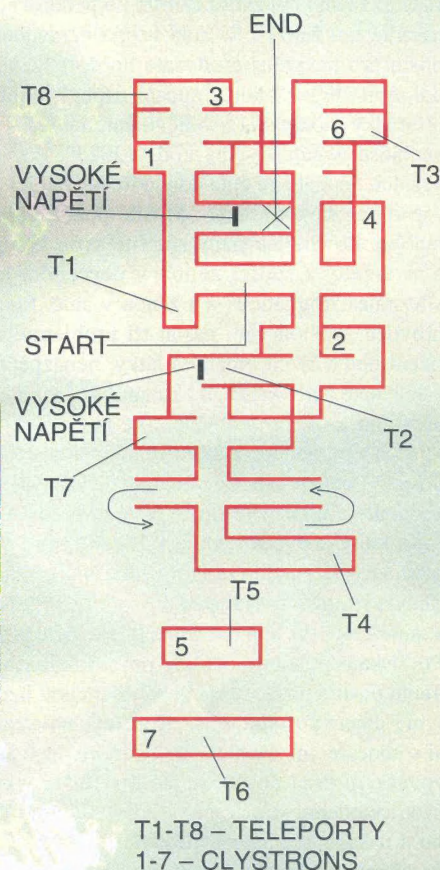 END
T8
3
1
6
T3
VYSOKÉ
NAPĚTÍ
4
T1
START
2
VYSOKÉ
NAPĚTÍ
T2
T7
T4
T5
5
7
T6
T1-T8 – TELEPORTY
1-7 – CLYSTRONS